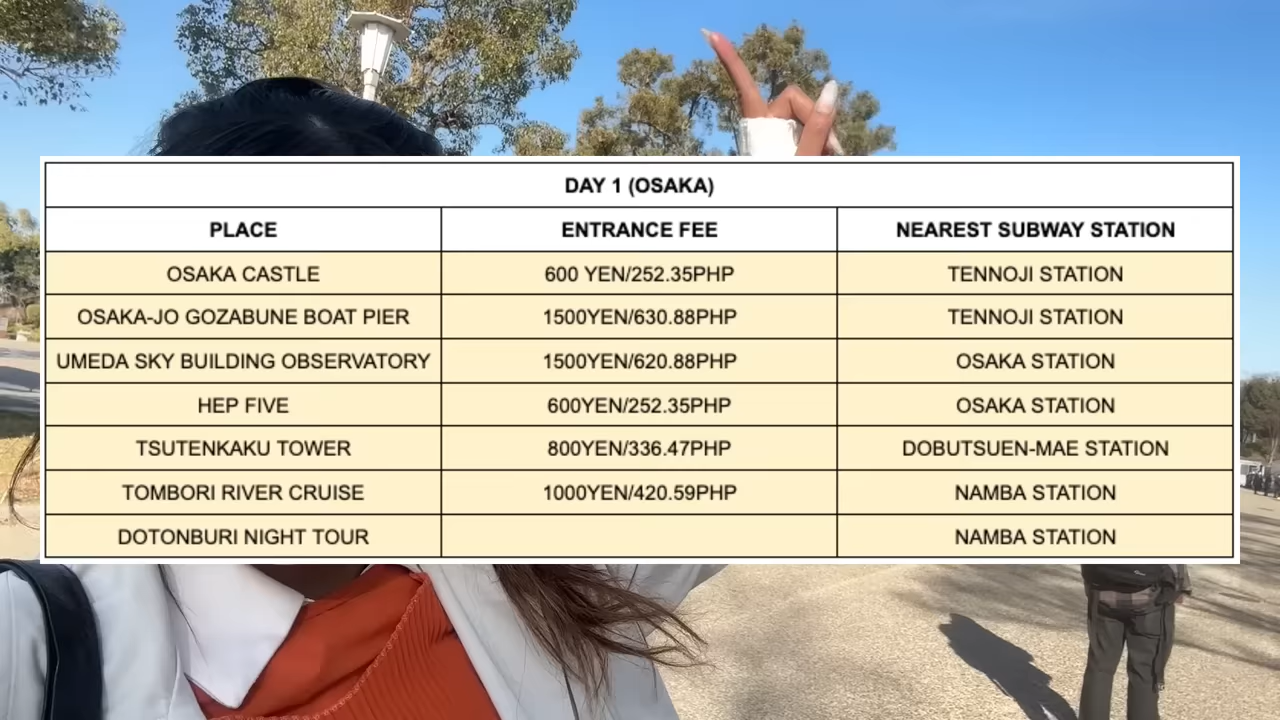 DAY 1 (OSAKA)
PLACE ENTRANCE FEE NEAREST SUBWAY STATION
OSAKA CASTLE 600 YEN/252.35PHP TENNOJI STATION
OSAKA-JO GOZABUNE BOAT PIER 1500YEN/630.88PHP TENNOJI STATION
UMEDA SKY BUILDING OBSERVATORY 1500YEN/620.88PHP OSAKA STATION
HEP FIVE 600YEN/252.35PHP OSAKA STATION
TSUTENKAKU TOWER 800YEN/336.47PHP DOBUTSUEN-MAE STATION
TOMBORI RIVER CRUISE 1000YEN/420.59PHP NAMBA STATION
DOTONBURI NIGHT TOUR NAMBA STATION